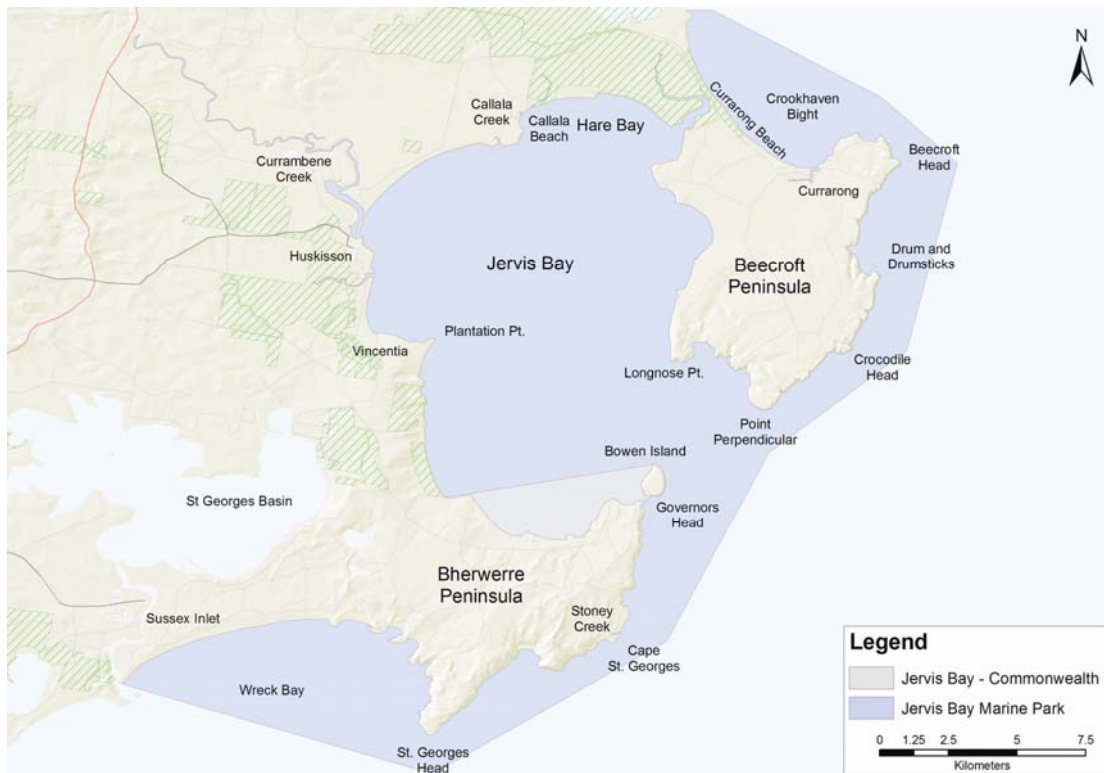 N
Callala
Creek
Callala
Beach
Hare Bay
Currarong Beach
Crookhaven
Bight
Beecroft
Head
Currambene
Creek
Currarong
Huskisson
Jervis Bay
Beecroft
Peninsula
Drum and
Drumsticks
Plantation Pt.
Vincentia
Longnose Pt.
Crocodile
Head
Point
Perpendicular
Bowen Island
St Georges Basin
Governors
Head
Bherwerre
Peninsula
Stoney
Creek
Sussex Inlet
Cape
St. Georges
Wreck Bay
St. Georges
Head
Legend
Jervis Bay - Commonwealth
Jervis Bay Marine Park
0 1.25 2.5 5 7.5
Kilometers